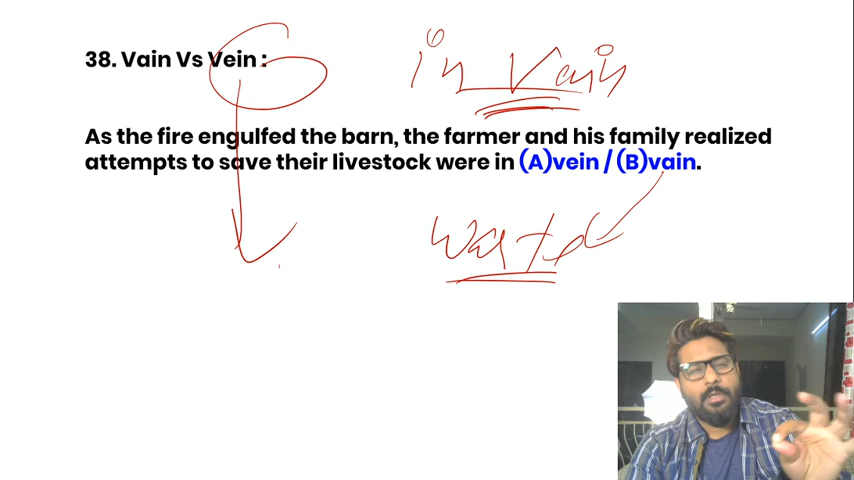 38. Vain Vs Vein :
in Vain
As the fire engulfed the barn, the farmer and his family realized
attempts to save their livestock were in (A)vein / (B)vain.
waste